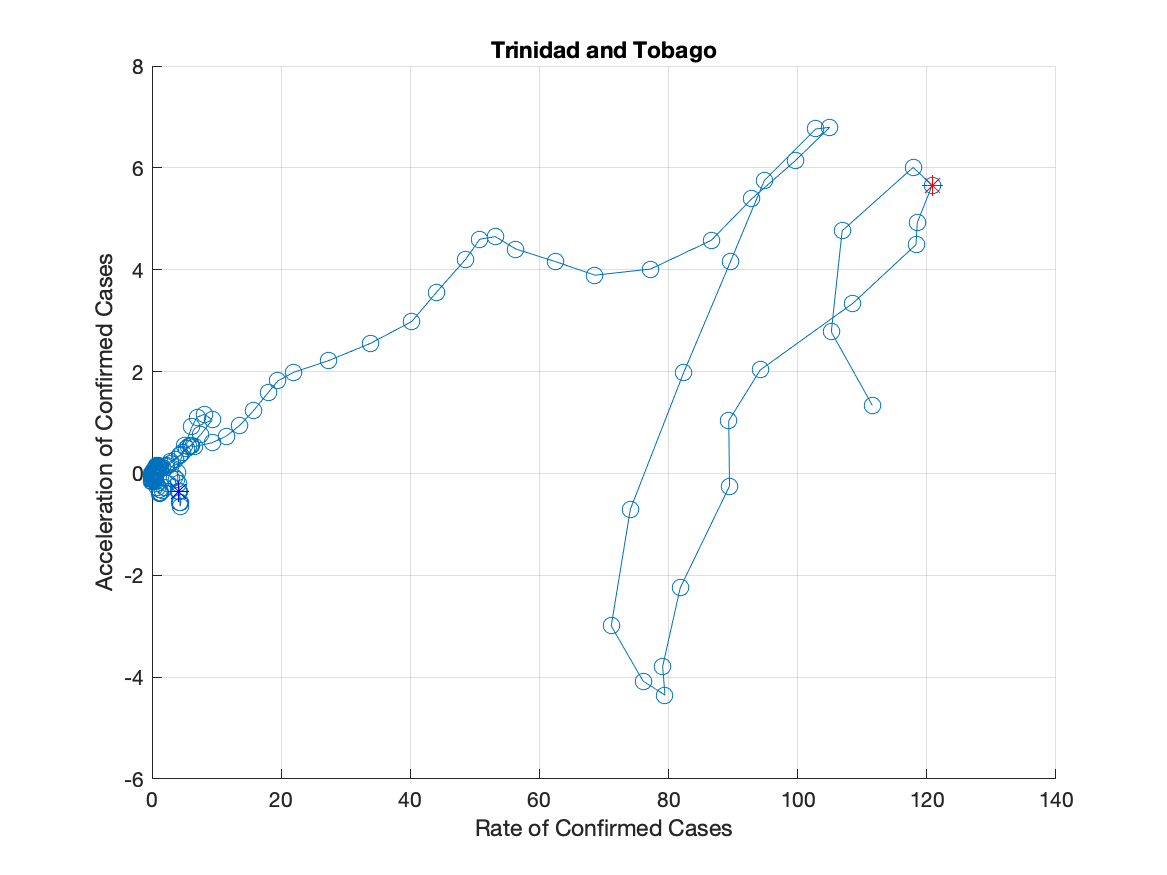 Trinidad and Tobago
8
6
4
2
0
-2
-4
-6
Acceleration of Confirmed Cases
0 20 40 60 80 100 120 140
Rate of Confirmed Cases